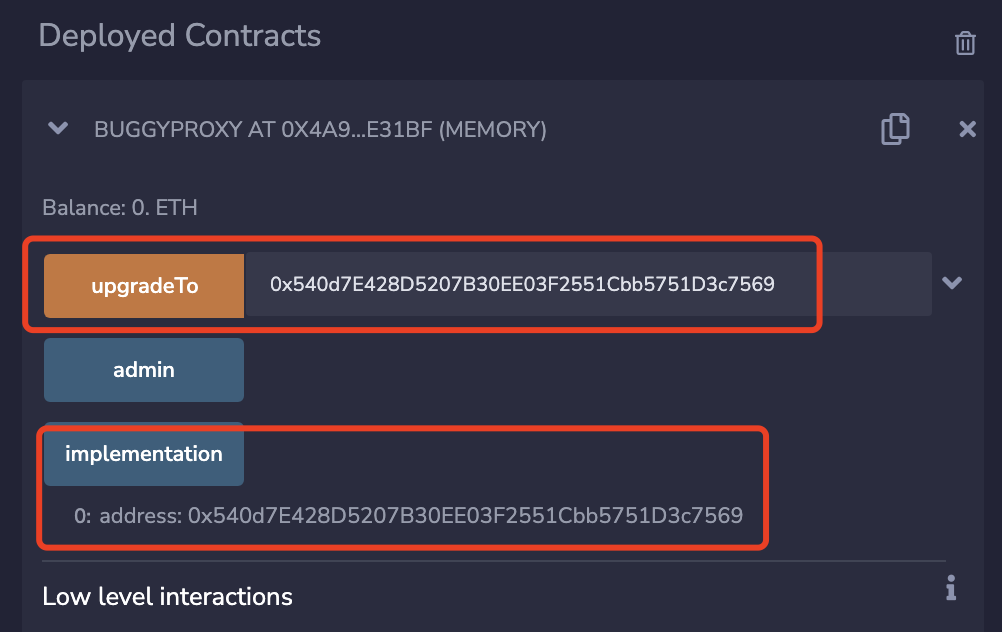 Deployed Contracts
BUGGYPROXY AT 0X4A9...E31BF (MEMORY)
Balance: 0. ETH
upgradeTo 0x540d7E428D5207B30EE03F2551Cbb5751D3c7569
admin
implementation
0: address: 0x540d7E428D5207B30EE03F2551Cbb5751D3c7569
Low level interactions